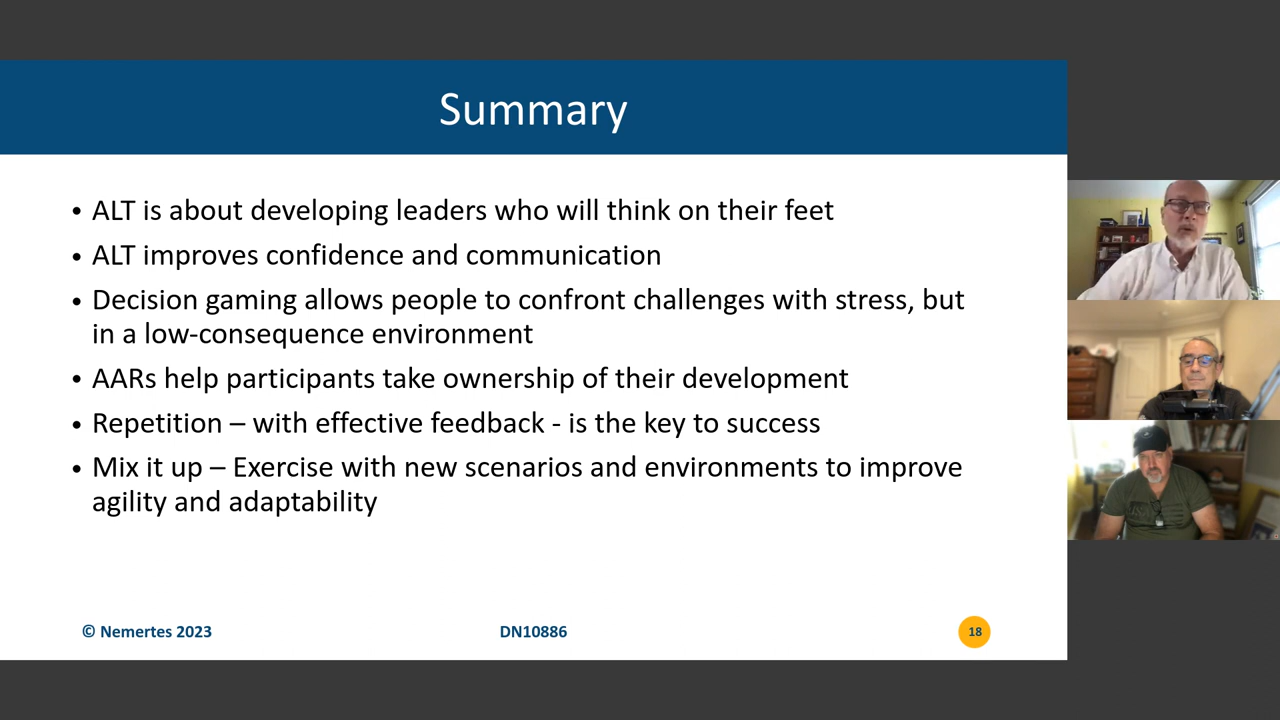 Summary
• ALT is about developing leaders who will think on their feet
• ALT improves confidence and communication
• Decision gaming allows people to confront challenges with stress, but
in a low-consequence environment
• AARs help participants take ownership of their development
• Repetition – with effective feedback - is the key to success
• Mix it up – Exercise with new scenarios and environments to improve
agility and adaptability
© Nemertes 2023
DN10886
18